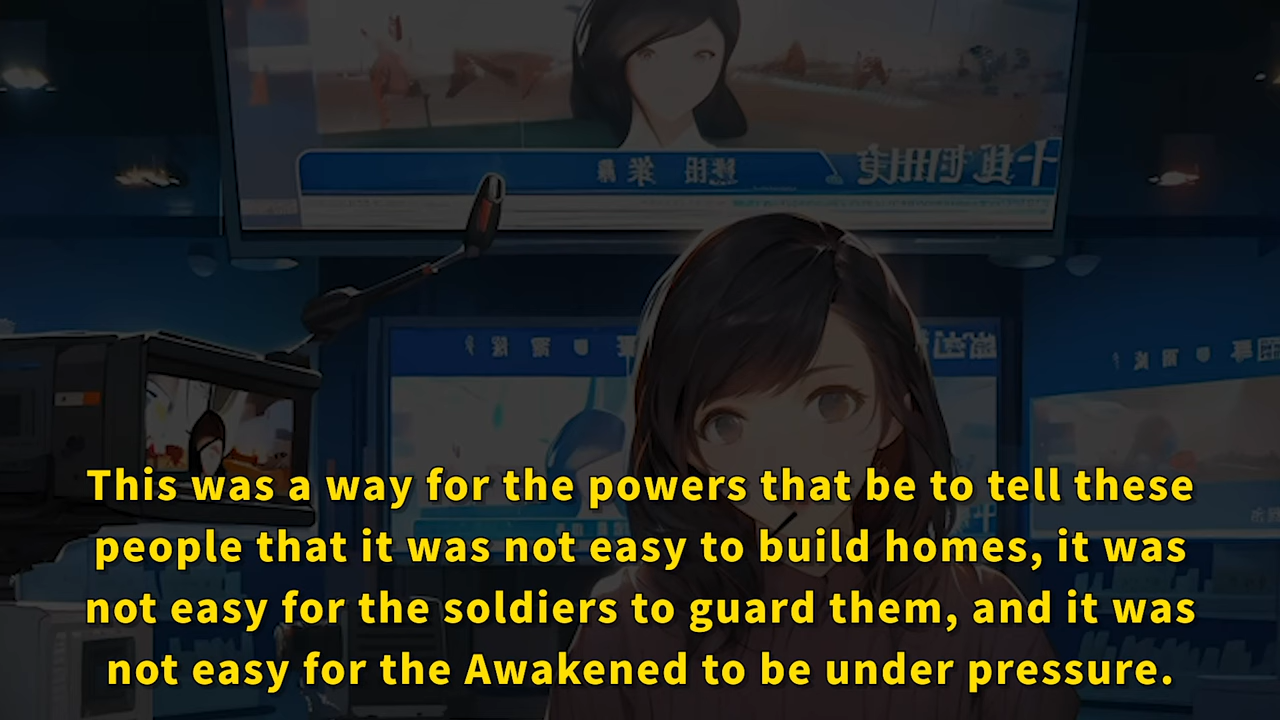 This was a way for the powers that be to tell these
people that it was not easy to build homes, it was
not easy for the soldiers to guard them, and it was
not easy for the Awakened to be under pressure.